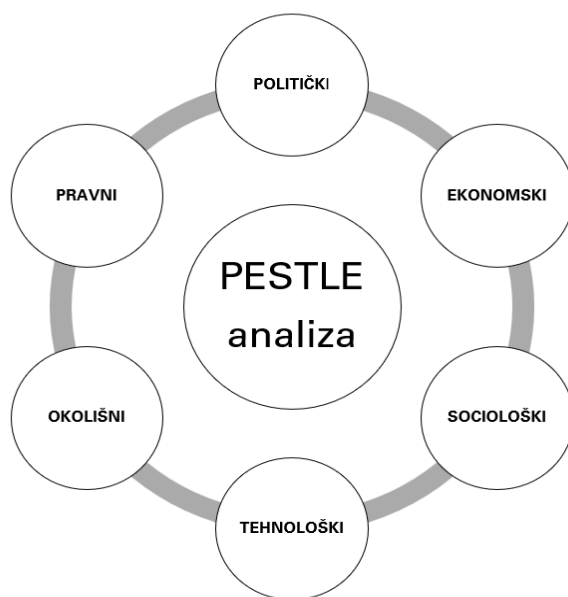 POLITIČKI
EKONOMSKI
SOCIOLOŠKI
TEHNOLOŠKI
OKOLIŠNI
PRAVNI
PESTLE
analiza